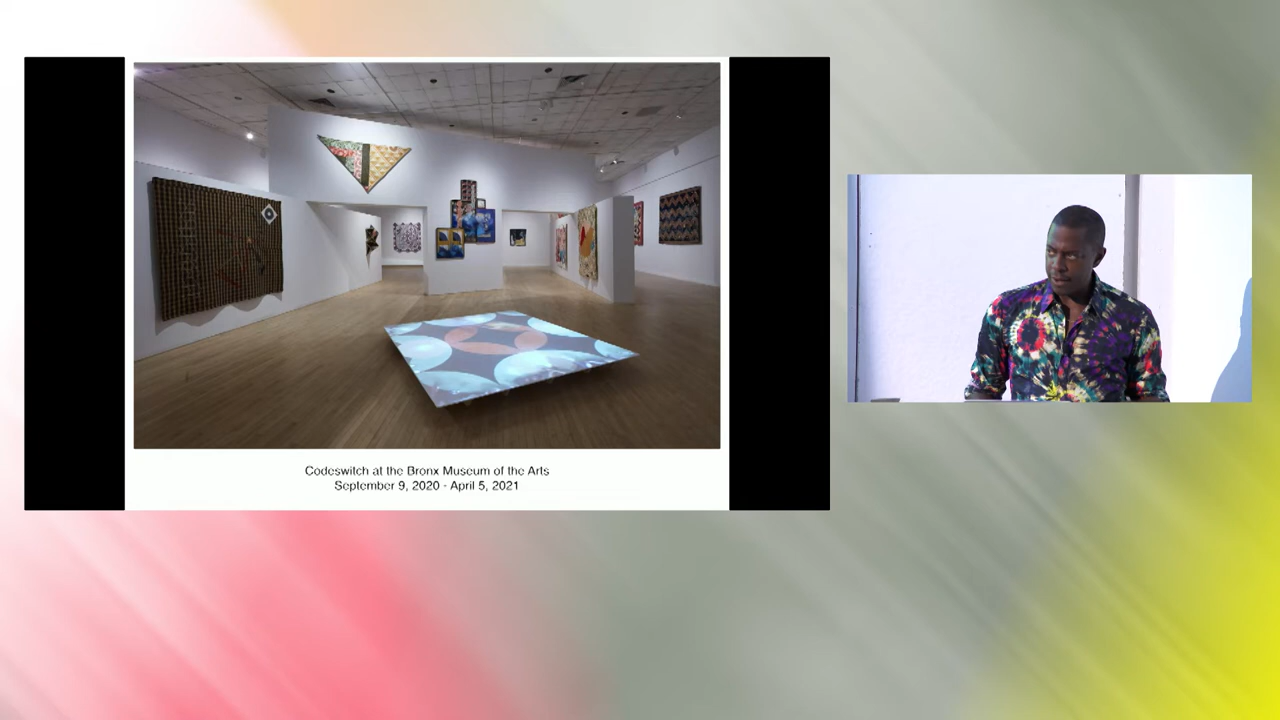 Codeswitch at the Bronx Museum of the Arts
September 9, 2020 - April 5, 2021